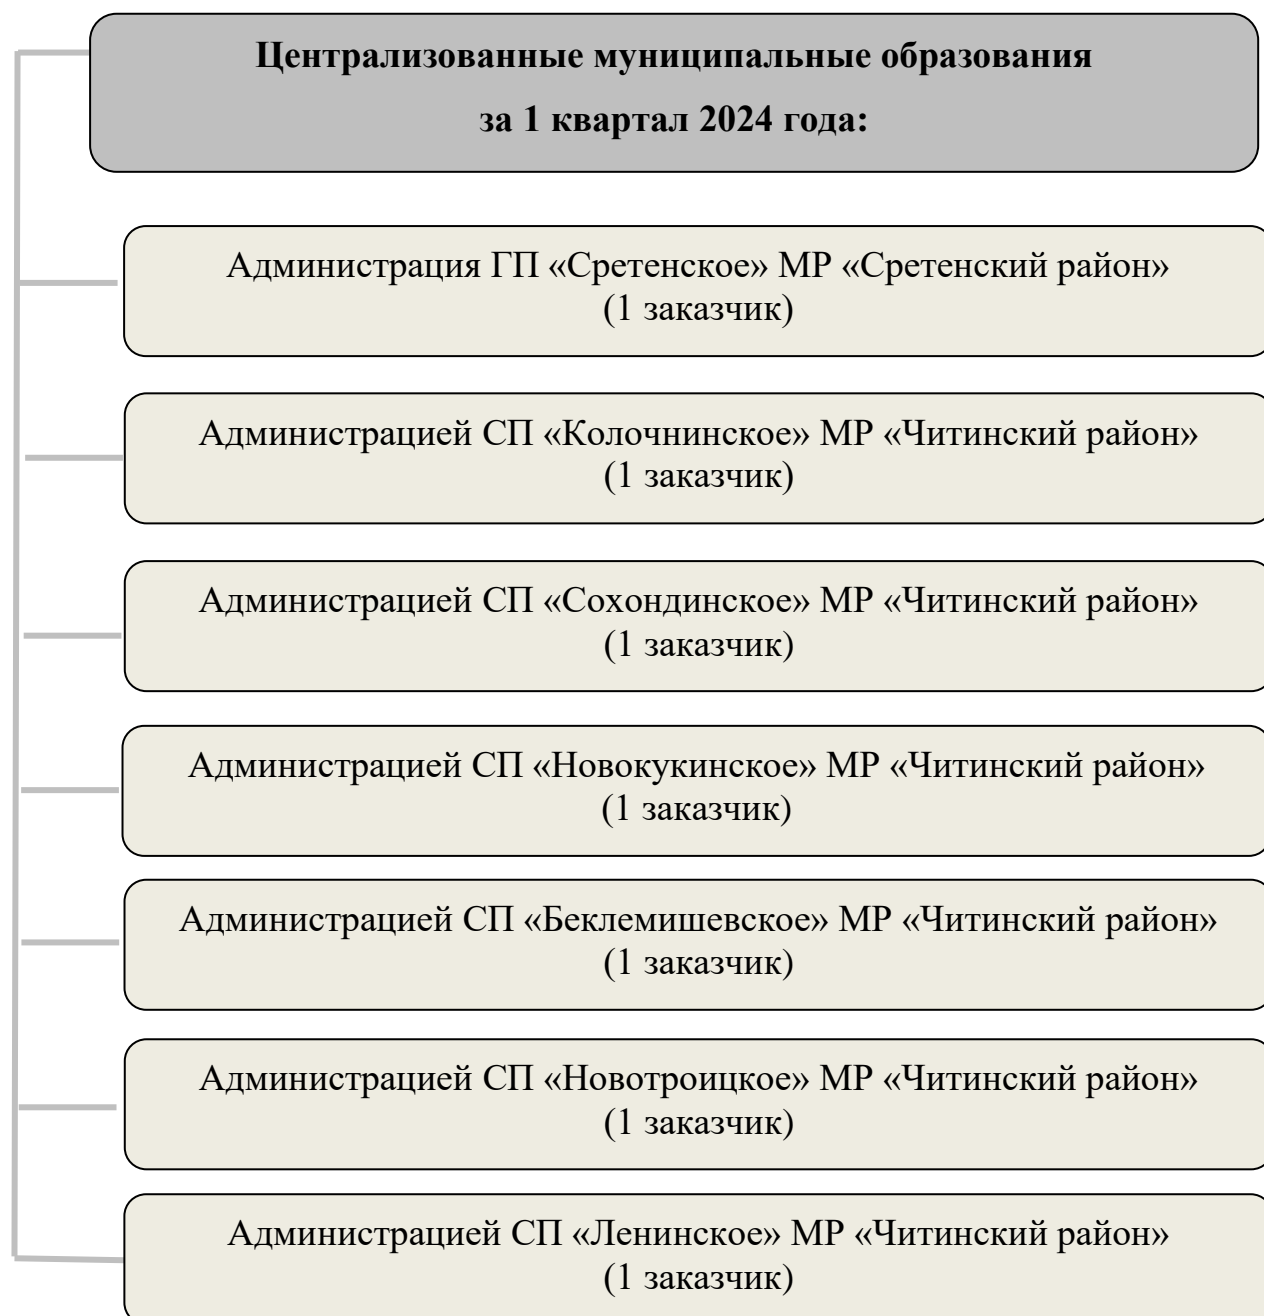 Централизованные муниципальные образования
за 1 квартал 2024 года:
Администрация ГП «Сретенское» МР «Сретенский район»
(1 заказчик)
Администрацией СП «Колочнинское» МР «Читинский район»
(1 заказчик)
Администрацией СП «Сохондинское» МР «Читинский район»
(1 заказчик)
Администрацией СП «Новокукинское» МР «Читинский район»
(1 заказчик)
Администрацией СП «Беклемишевское» МР «Читинский район»
(1 заказчик)
Администрацией СП «Новотроицкое» МР «Читинский район»
(1 заказчик)
Администрацией СП «Ленинское» МР «Читинский район»
(1 заказчик)